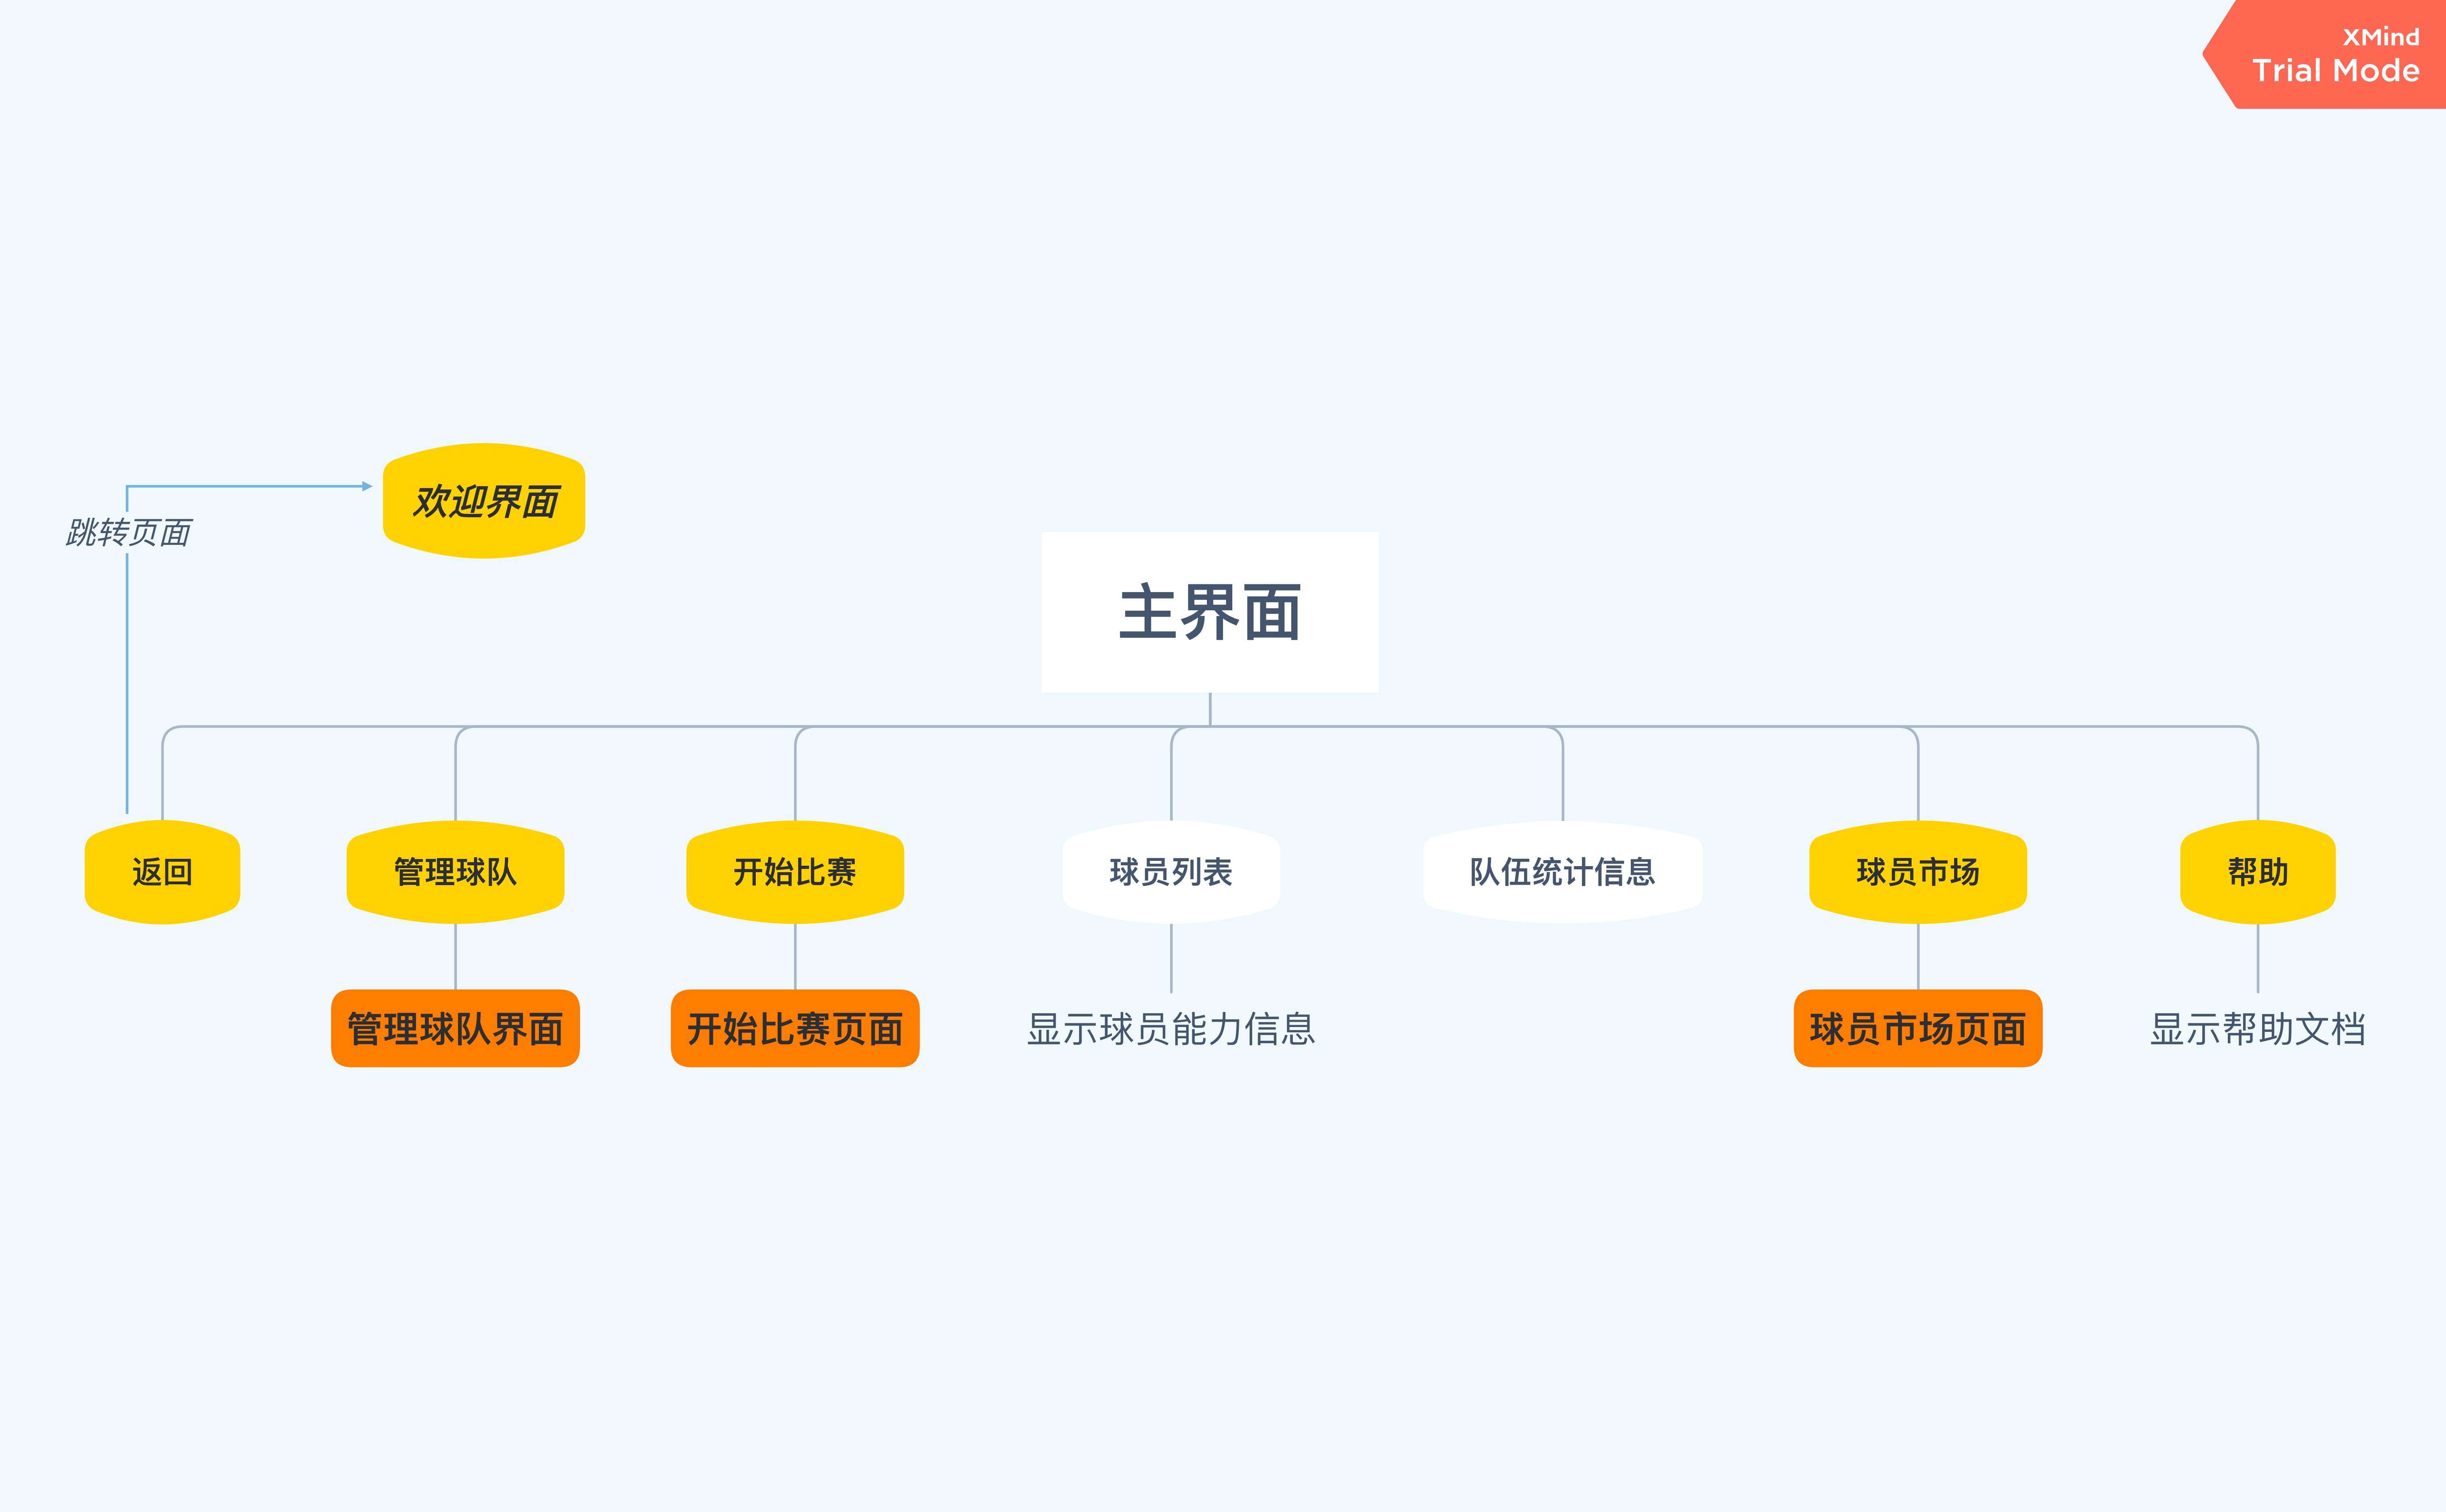 XMind
Trial Mode
欢迎界面
跳转页面
主界面
返回
管理球队
开始比赛
球员列表
队伍统计信息
球员市场
帮助
管理球队界面
开始比赛页面
显示球员能力信息
球员市场页面
显示帮助文档